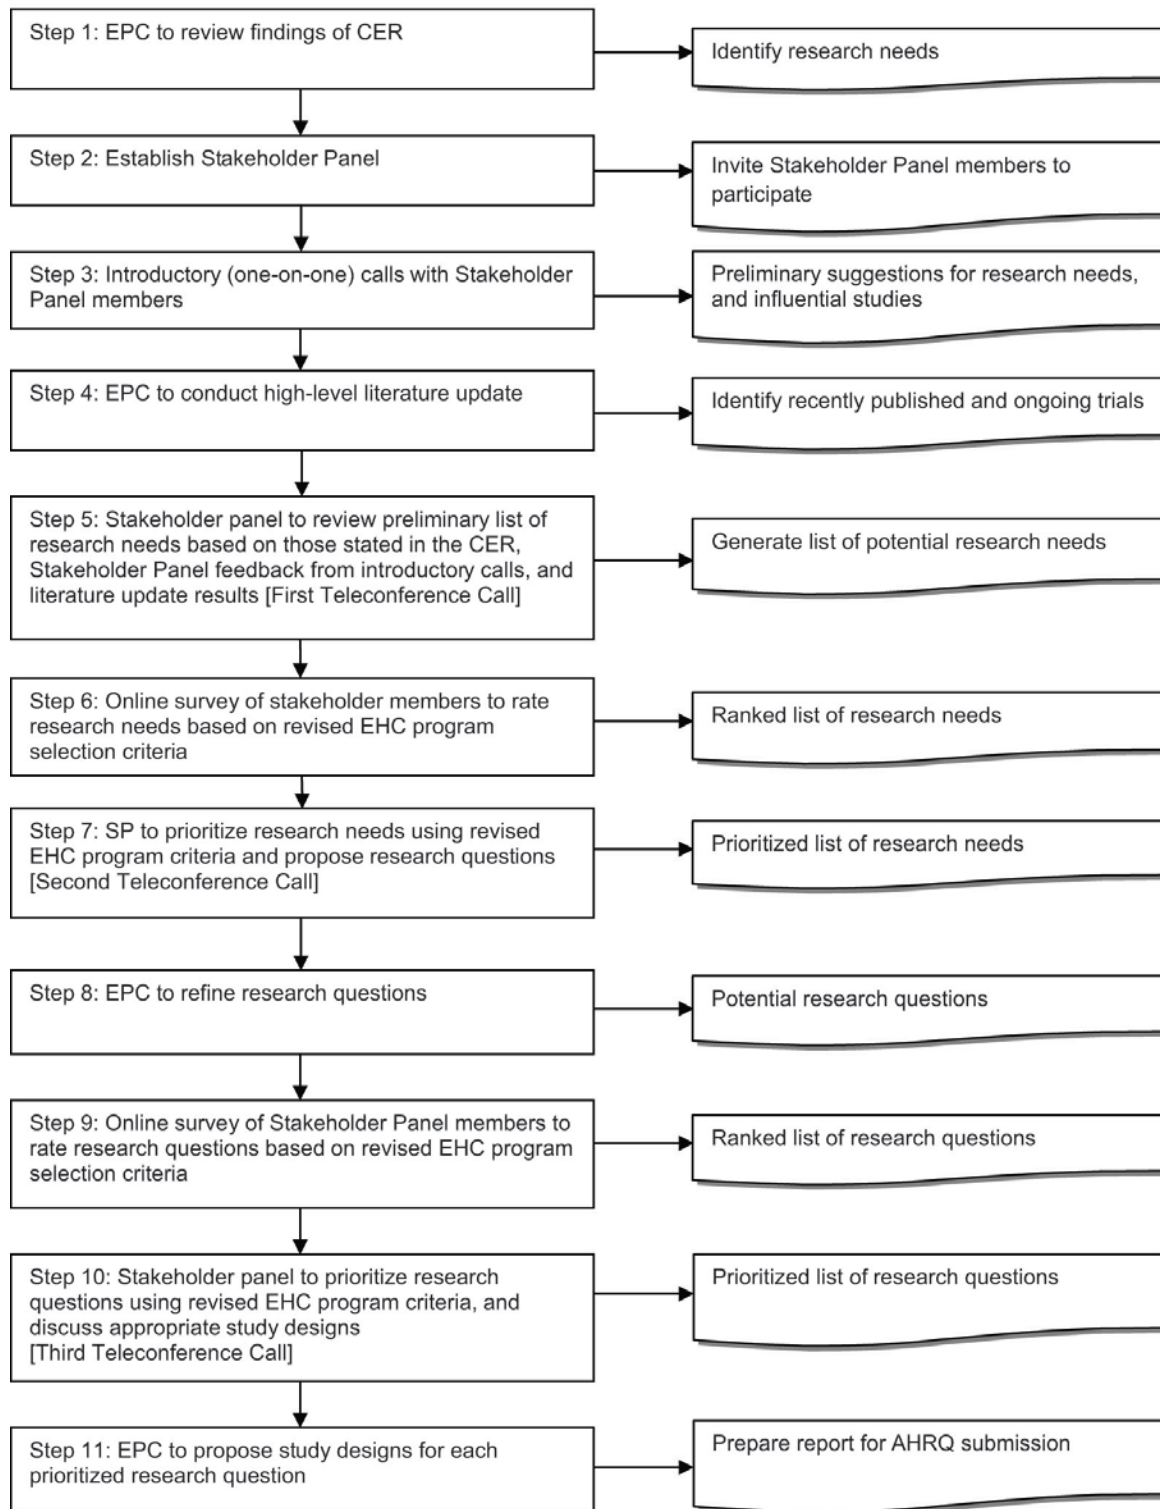 Step 1: EPC to review findings of CER
Identify research needs
Step 2: Establish Stakeholder Panel
Invite Stakeholder Panel members to
participate
Step 3: Introductory (one-on-one) calls with Stakeholder
Panel members
Preliminary suggestions for research needs,
and influential studies
Step 4: EPC to conduct high-level literature update
Identify recently published and ongoing trials
Step 5: Stakeholder panel to review preliminary list of
research needs based on those stated in the CER,
Stakeholder Panel feedback from introductory calls, and
literature update results [First Teleconference Call]
Generate list of potential research needs
Step 6: Online survey of stakeholder members to rate
research needs based on revised EHC program
selection criteria
Ranked list of research needs
Step 7: SP to prioritize research needs using revised
EHC program criteria and propose research questions
[Second Teleconference Call]
Prioritized list of research needs
Step 8: EPC to refine research questions
Potential research questions
Step 9: Online survey of Stakeholder Panel members to
rate research questions based on revised EHC program
selection criteria
Ranked list of research questions
Step 10: Stakeholder panel to prioritize research
questions using revised EHC program criteria, and
discuss appropriate study designs
[Third Teleconference Call]
Prioritized list of research questions
Step 11: EPC to propose study designs for each
prioritized research question
Prepare report for AHRQ submission